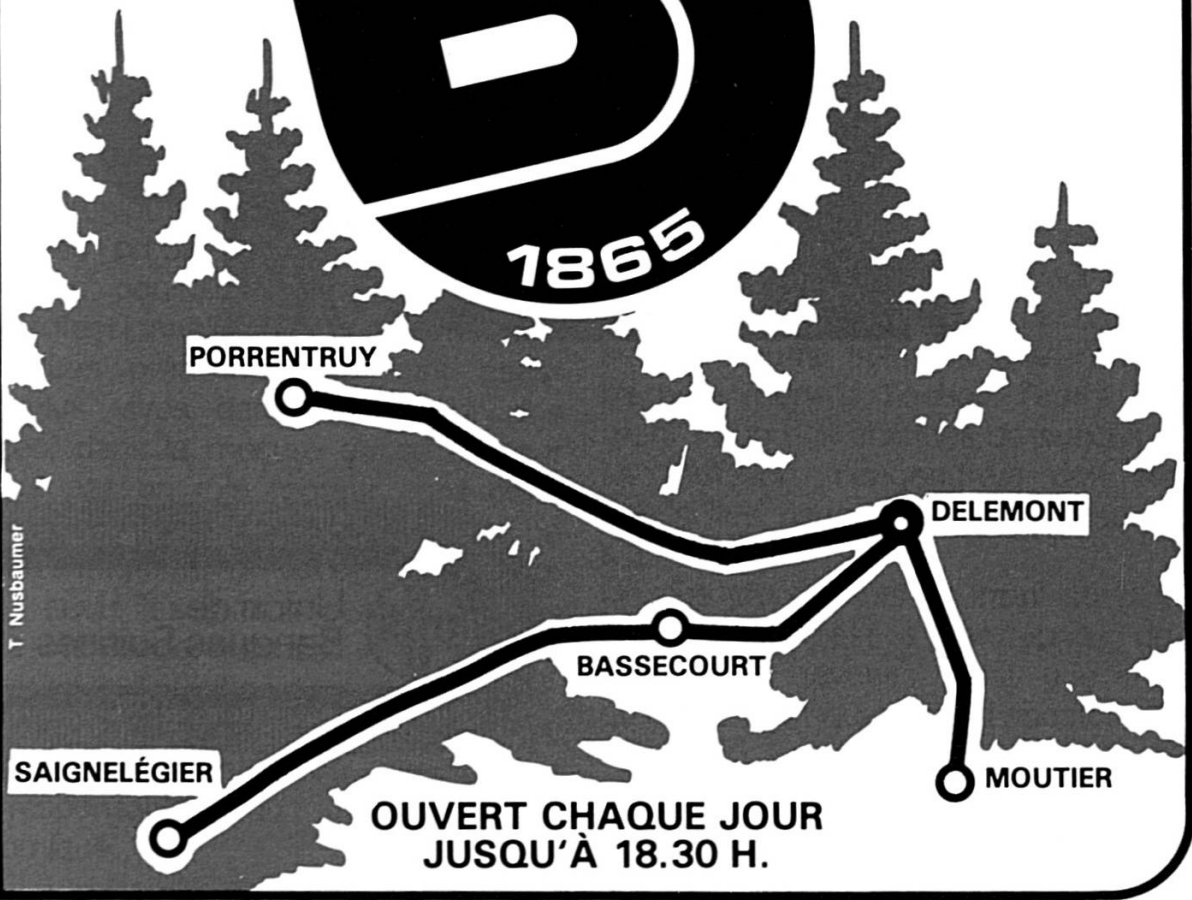 1865
PORRENTRUY
DELEMONT
BASSECOURT
SAIGNELÉGIER
MOUTIER
OUVERT CHAQUE JOUR
JUSQU'À 18.30 H.
T. Nusbaumer